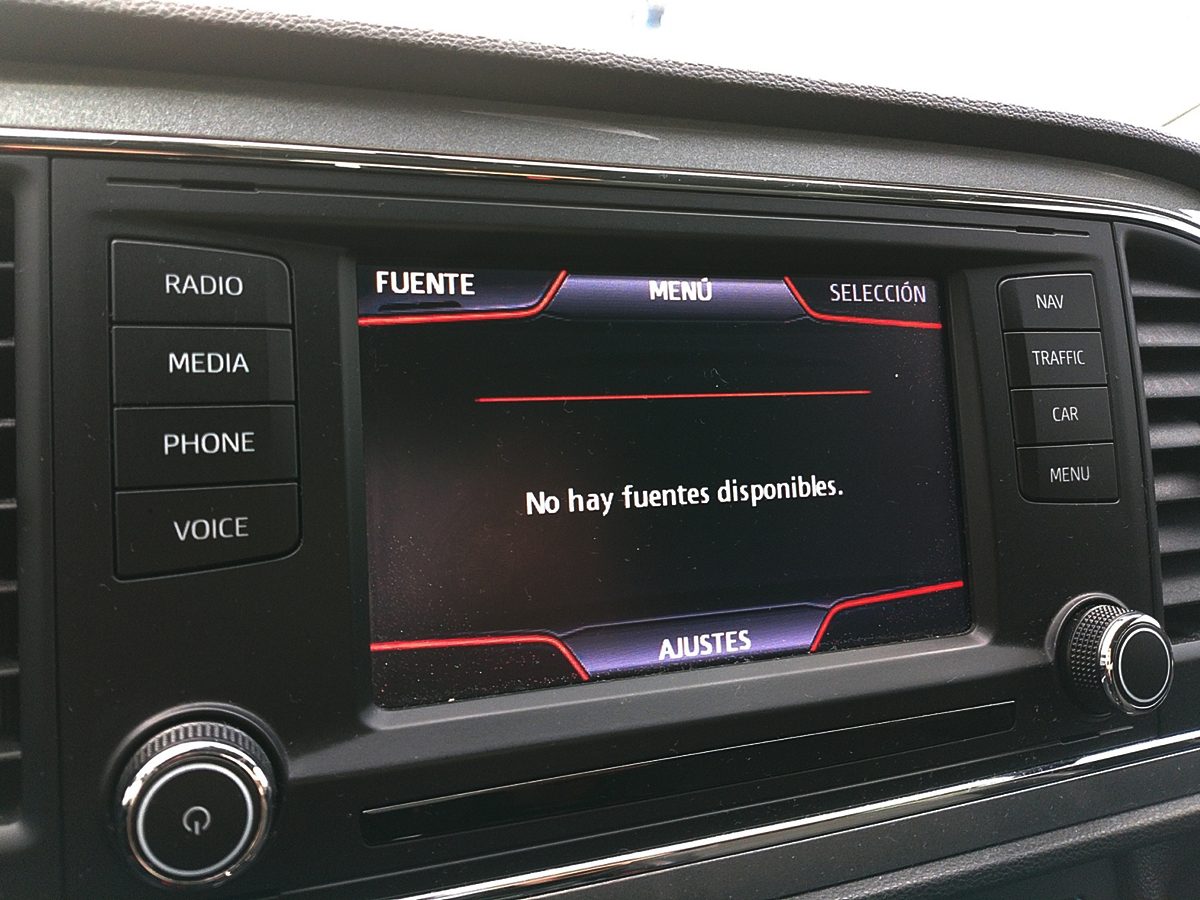 RADIO
MEDIA
PHONE
VOICE
FUENTE
MENÚ
SELECCIÓN
No hay fuentes disponibles.
AJUSTES
NAV
TRAFFIC
CAR
MENU